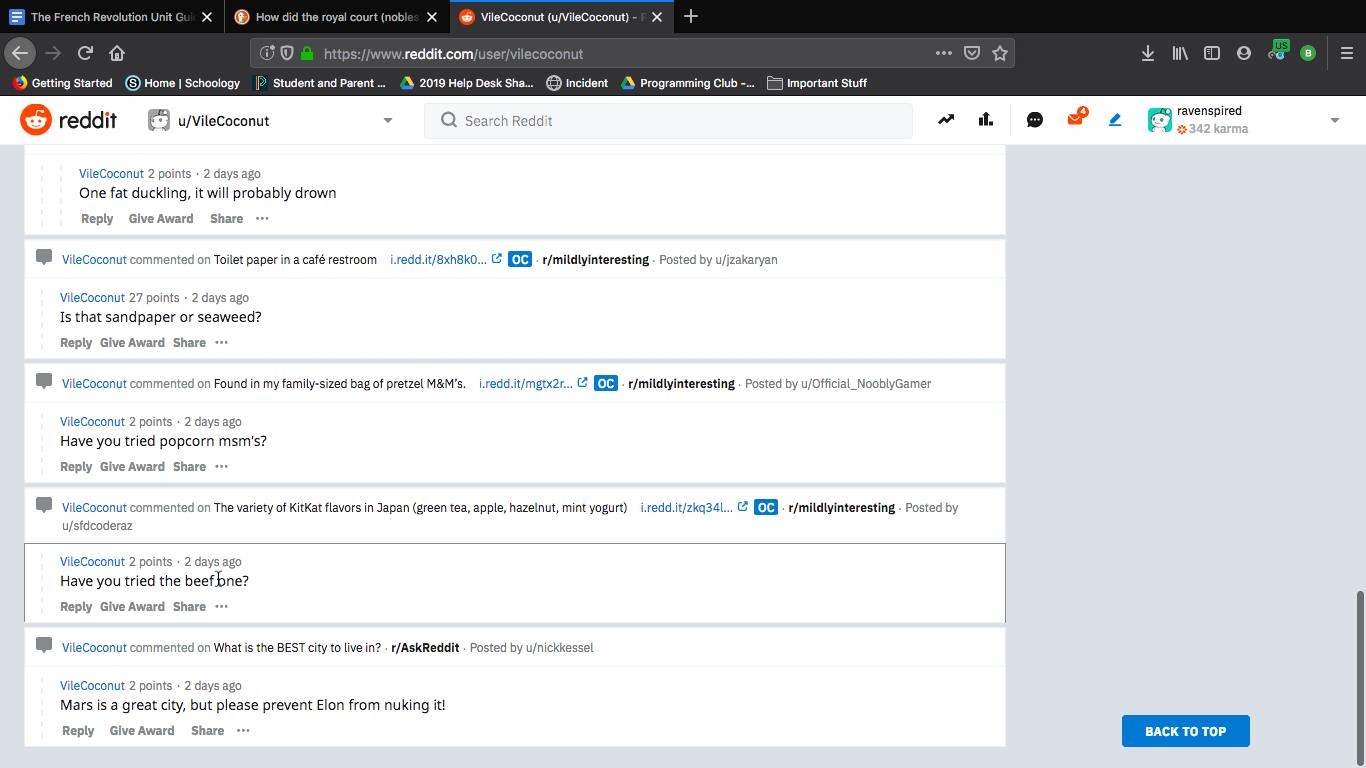 The French Revolution Unit Gui
How did the royal court (nobles
VileCoconut (u/VileCoconut) - R
https://www.reddit.com/user/vilecoconut
US
B
Getting Started
Home | Schoology
Student and Parent ...
2019 Help Desk Sha...
Incident
Programming Club -...
Important Stuff
reddit
u/VileCoconut
Search Reddit
4
ravenspired
342 karma
VileCoconut 2 points · 2 days ago
One fat duckling, it will probably drown
Reply Give Award Share ···
VileCoconut commented on Toilet paper in a café restroom i.redd.it/8xh8k0... OC · r/mildlyinteresting · Posted by u/jzakaryan
VileCoconut 27 points · 2 days ago
Is that sandpaper or seaweed?
Reply Give Award Share ···
VileCoconut commented on Found in my family-sized bag of pretzel M&M's. i.redd.it/mgtx2r... OC · r/mildlyinteresting · Posted by u/Official_NooblyGamer
VileCoconut 2 points · 2 days ago
Have you tried popcorn msm's?
Reply Give Award Share ···
VileCoconut commented on The variety of KitKat flavors in Japan (green tea, apple, hazelnut, mint yogurt) i.redd.it/zkq34l... OC · r/mildlyinteresting · Posted by
u/sfdcoderaz
VileCoconut 2 points · 2 days ago
Have you tried the beef one?
Reply Give Award Share ···
VileCoconut commented on What is the BEST city to live in? · r/AskReddit · Posted by u/nickkessel
VileCoconut 2 points · 2 days ago
Mars is a great city, but please prevent Elon from nuking it!
Reply Give Award Share ···
BACK TO TOP